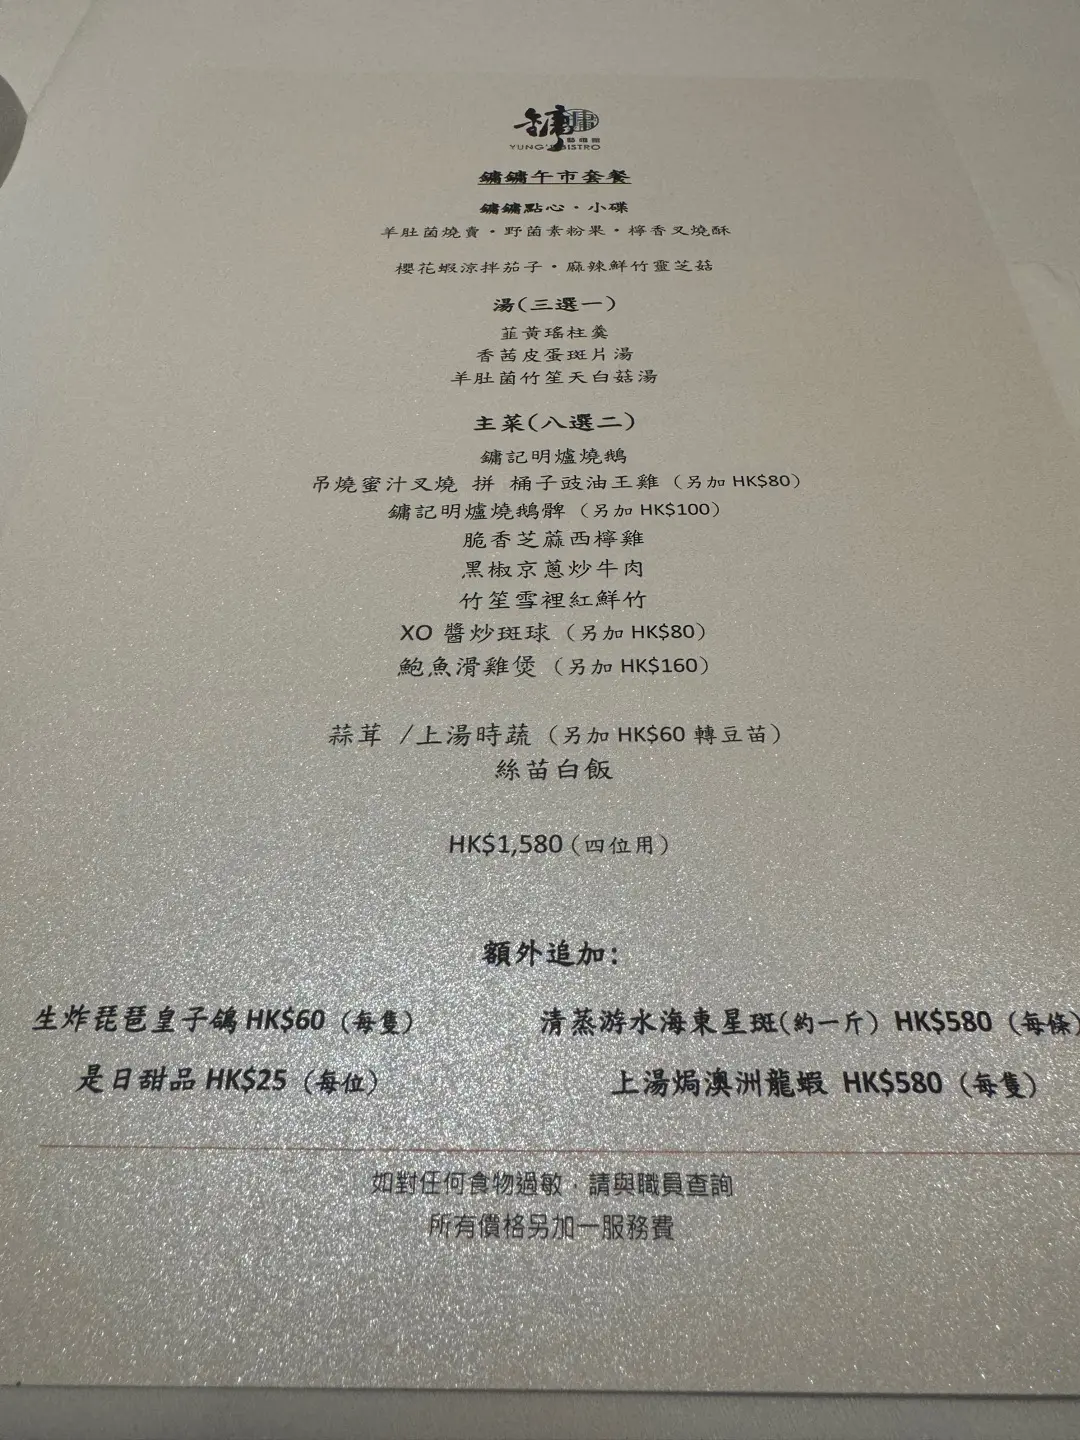 鏞鏞
藝嚐館
YUNG'S BISTRO
鏞鏞午市套餐
鏞鏞點心・小碟
羊肚菌燒賣・野菌素粉果・檸香叉燒酥
櫻花蝦涼拌茄子・麻辣鮮竹靈芝菇
湯(三選一)
韮黃瑤柱羹
香茜皮蛋斑片湯
羊肚菌竹笙天白菇湯
主菜(八選二)
鏞記明爐燒鵝
吊燒蜜汁叉燒 拼 桶子豉油王雞（另加 HK$80）
鏞記明爐燒鵝髀（另加 HK$100）
脆香芝蔴西檸雞
黑椒京蔥炒牛肉
竹笙雪裡紅鮮竹
XO 醬炒斑球（另加 HK$80）
鮑魚滑雞煲（另加 HK$160）
蒜茸 /上湯時蔬（另加 HK$60 轉豆苗）
絲苗白飯
HK$1,580（四位用）
額外追加:
生炸琵琶皇子鴿 HK$60（每隻） 清蒸游水海東星斑(約一斤) HK$580（每條）
是日甜品 HK$25（每位） 上湯焗澳洲龍蝦 HK$580（每隻）
如對任何食物過敏，請與職員查詢
所有價格另加一服務費